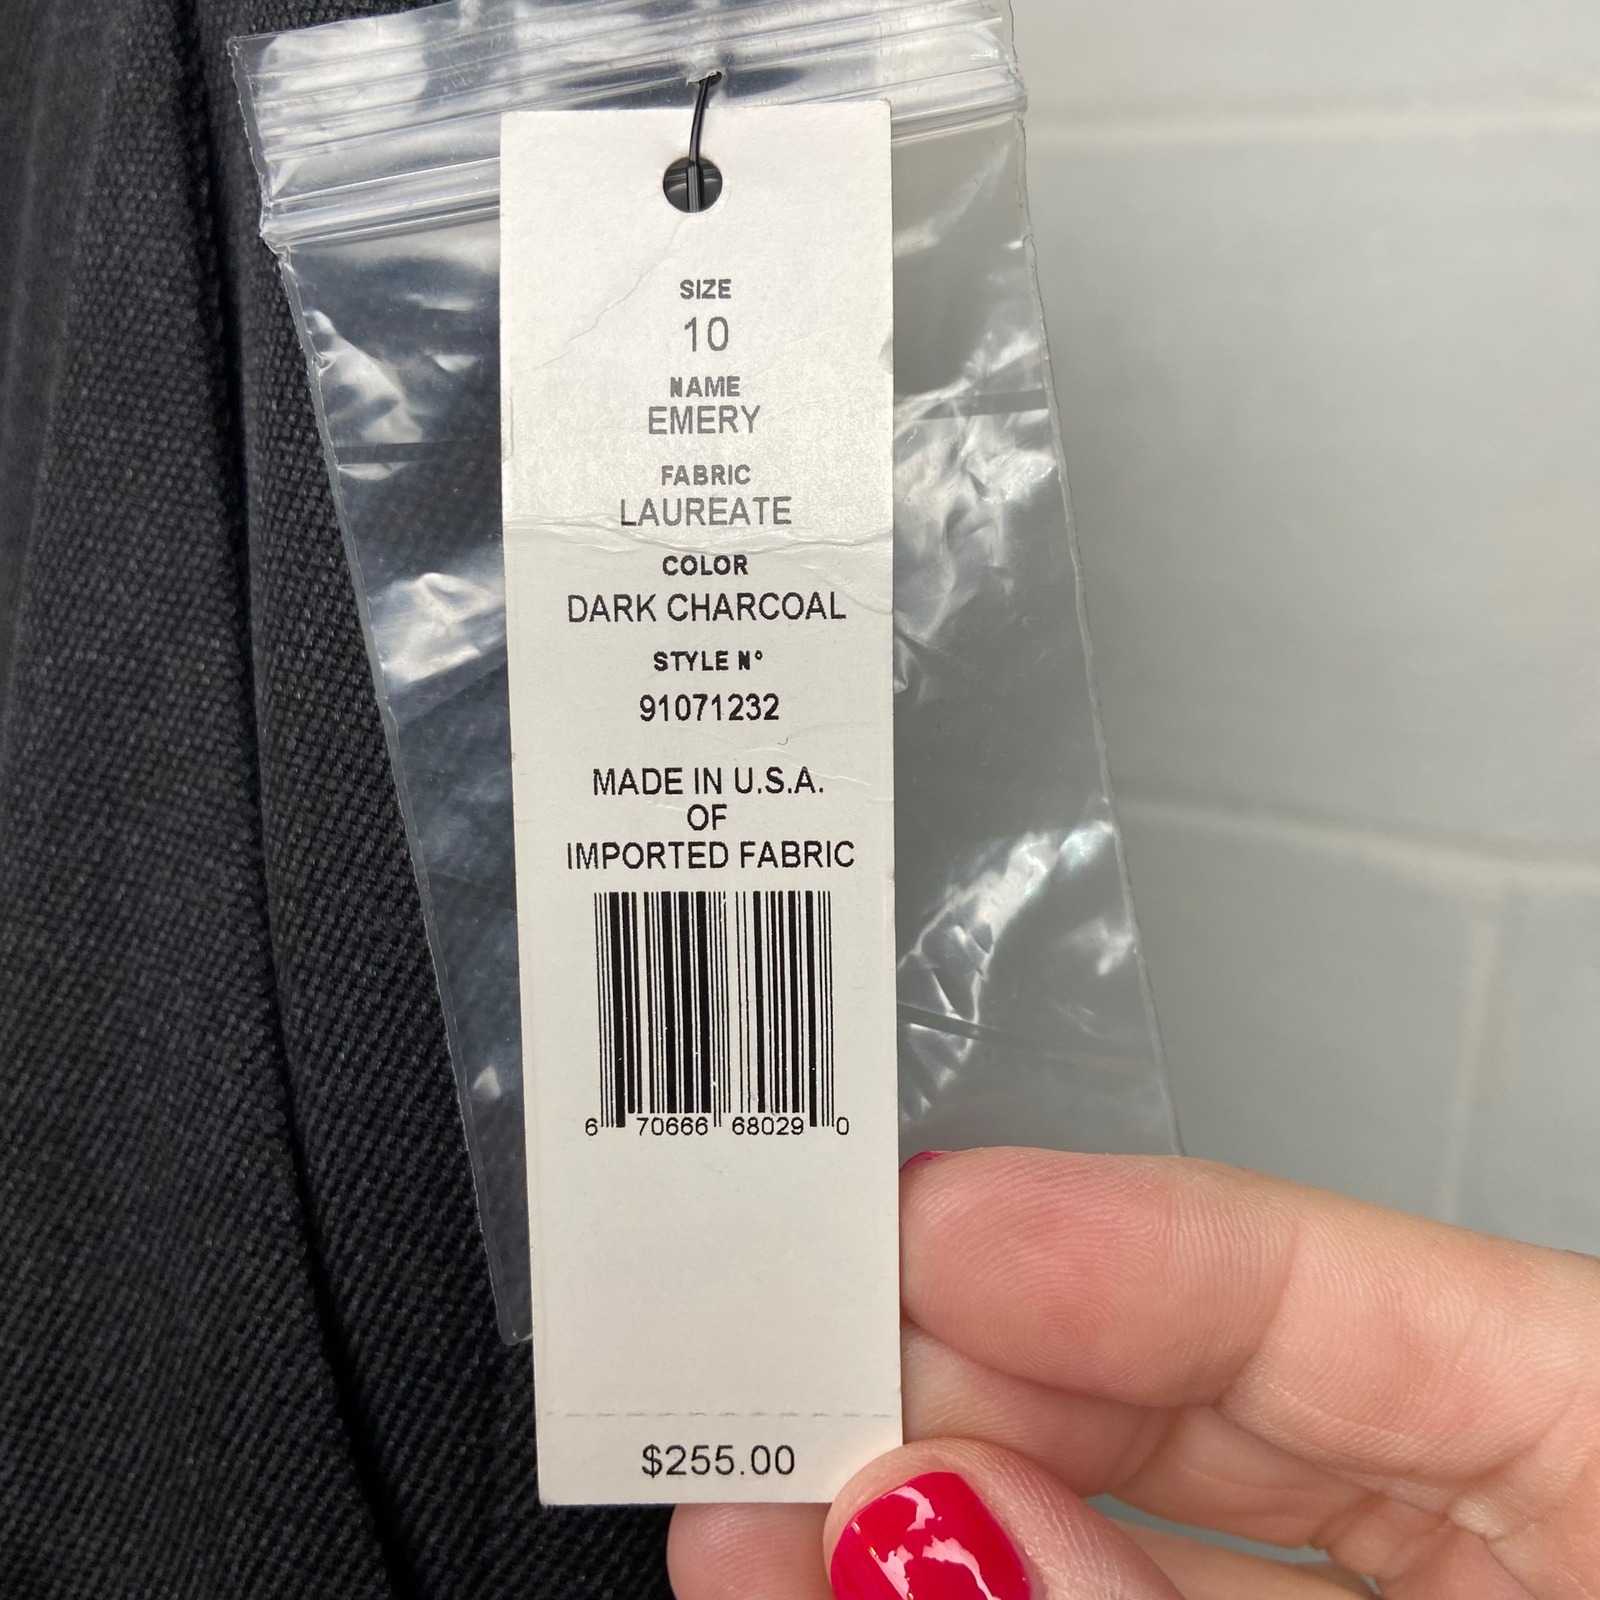 SIZE
10
NAME
EMERY
FABRIC
LAUREATE
COLOR
DARK CHARCOAL
STYLE N°
91071232
MADE IN U.S.A.
OF
IMPORTED FABRIC
6 70666 68029 0
$255.00